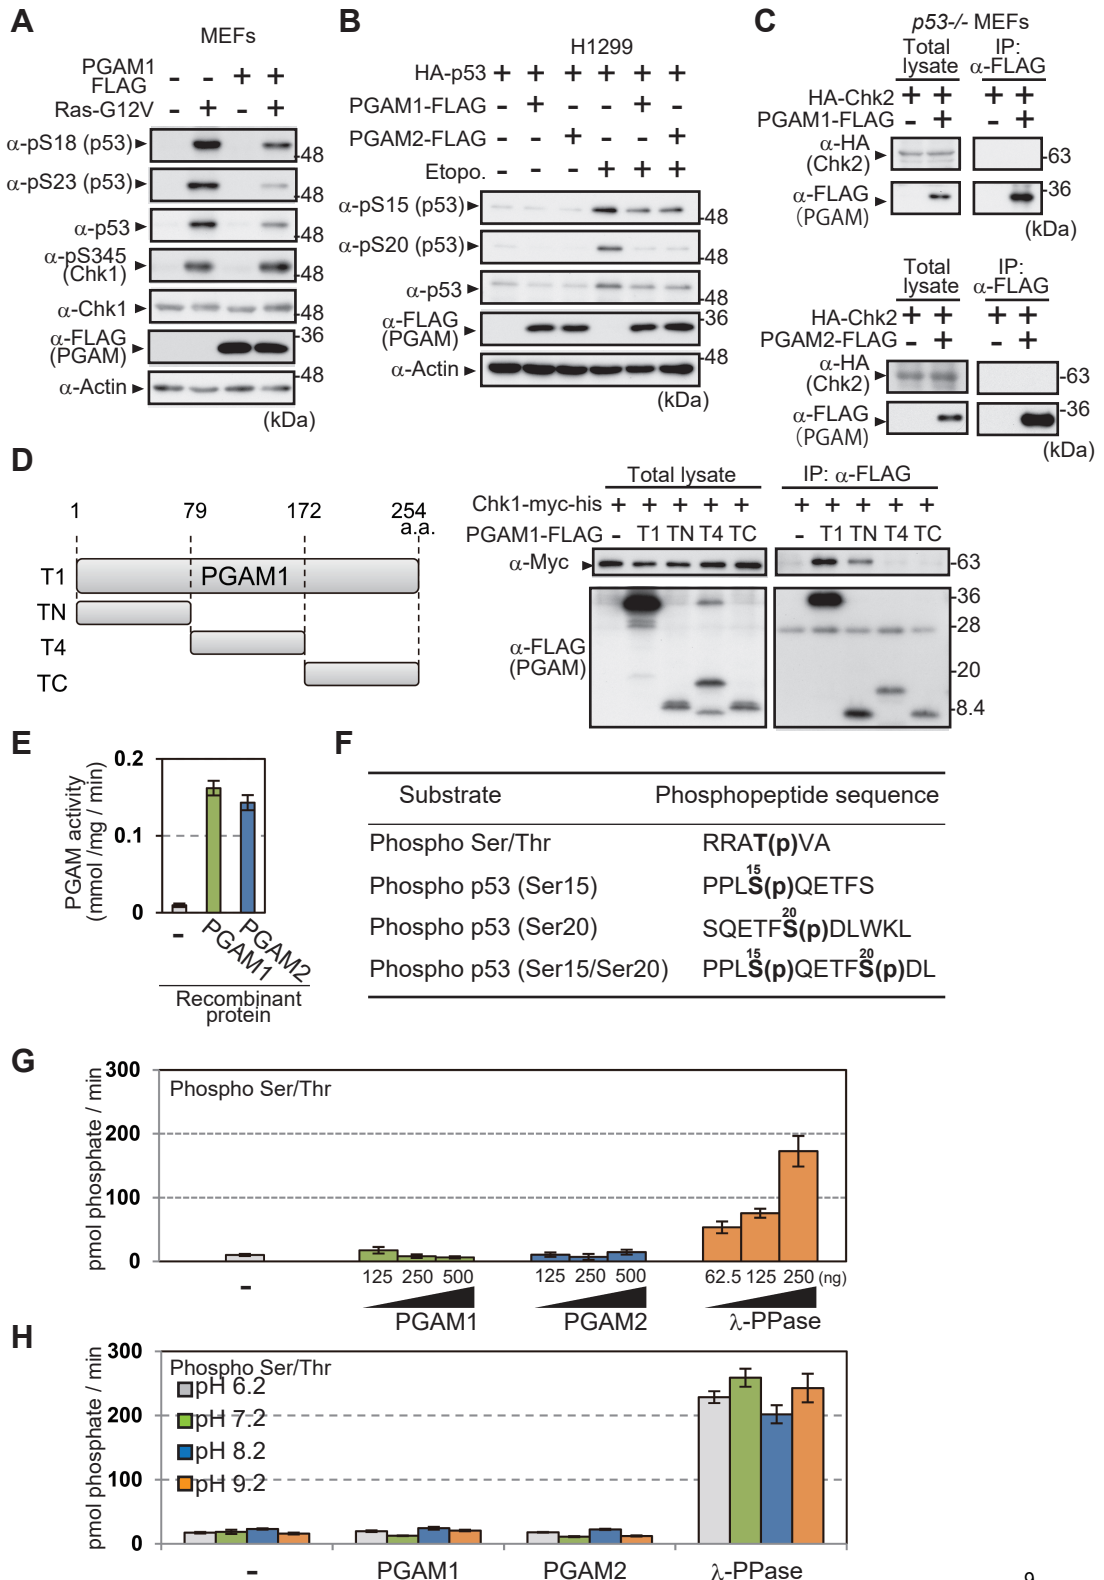 A
MEFs
PGAM1 FLAG - - + +
Ras-G12V - + - +
α-pS18 (p53)
48
α-pS23 (p53)
48
α-p53
48
α-pS345 (Chk1)
48
α-Chk1
48
α-FLAG (PGAM)
36
α-Actin
48
(kDa)
B
H1299
HA-p53 + + + + + +
PGAM1-FLAG - + - - + -
PGAM2-FLAG - - + - - +
Etopo. - - - + + +
α-pS15 (p53)
48
α-pS20 (p53)
48
α-p53
48
α-FLAG (PGAM)
36
α-Actin
48
(kDa)
C
p53-/- MEFs
Total lysate
IP: α-FLAG
HA-Chk2 + + + +
PGAM1-FLAG - + - +
α-HA (Chk2)
-63
α-FLAG (PGAM)
-36
(kDa)
Total lysate
IP: α-FLAG
HA-Chk2 + + + +
PGAM2-FLAG - + - +
α-HA (Chk2)
-63
α-FLAG (PGAM)
-36
(kDa)
D
1 79 172 254 a.a.
T1 PGAM1
TN
T4
TC
Total lysate IP: α-FLAG
Chk1-myc-his + + + + + + + + + +
PGAM1-FLAG - T1 TN T4 TC - T1 TN T4 TC
α-Myc
-63
α-FLAG (PGAM)
-36
-28
-20
-8.4
E
PGAM activity (mmol /mg / min)
0.2
0.1
0
- PGAM1 PGAM2
Recombinant protein
F
Substrate Phosphopeptide sequence
Phospho Ser/Thr RRAT(p)VA
Phospho p53 (Ser15) PPL15S(p)QETFS
Phospho p53 (Ser20) SQETF20S(p)DLWKL
Phospho p53 (Ser15/Ser20) PPL15S(p)QETF20S(p)DL
G
pmol phosphate / min
300
200
100
0
Phospho Ser/Thr
125 250 500 125 250 500 62.5 125 250 (ng)
- PGAM1 PGAM2 λ-PPase
H
pmol phosphate / min
300
200
100
0
Phospho Ser/Thr
pH 6.2
pH 7.2
pH 8.2
pH 9.2
- PGAM1 PGAM2 λ-PPase